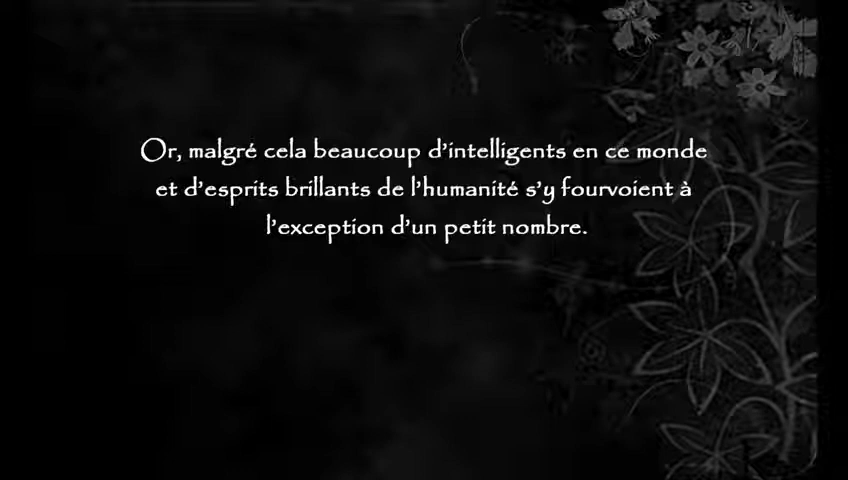 Or, malgré cela beaucoup d'intelligents en ce monde
et d'esprits brillants de l'humanité s'y fourvoient à
l'exception d'un petit nombre.